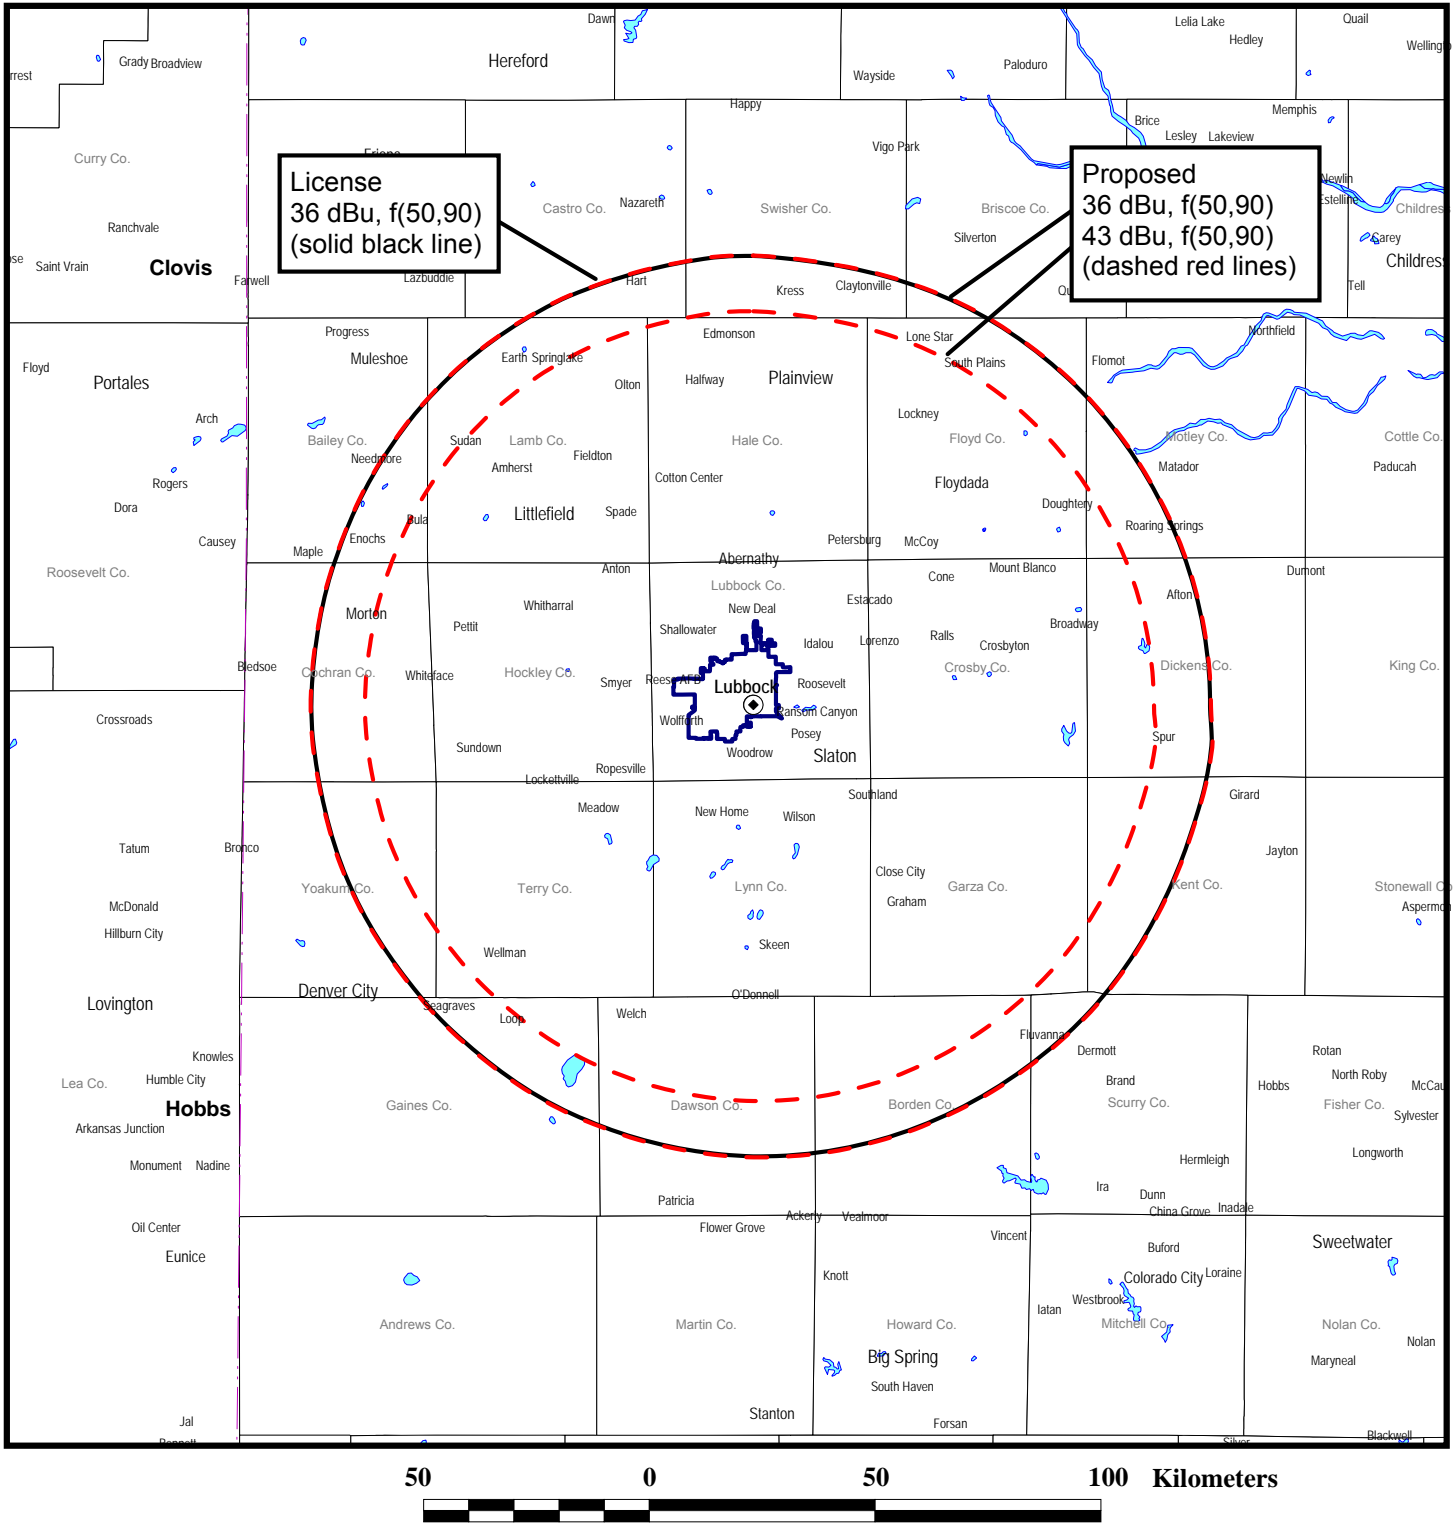 Dawn
Lelia Lake
Quail
Hedley
Grady Broadview
Hereford
Wayside
Paloduro
Happy
Memphis
Brice
Lesley
Lakeview
Vigo Park
Curry Co.
License
36 dBu, f(50,90)
(solid black line)
Proposed
36 dBu, f(50,90)
43 dBu, f(50,90)
(dashed red lines)
Newlin
Estelline
Castro Co.
Nazareth
Swisher Co.
Briscoe Co.
Childress
Ranchvale
Silverton
Carey
Saint Vrain
Clovis
Farwell
Lazbuddie
Hart
Kress
Claytonville
Tell
Progress
Edmonson
Lone Star
Northfield
Floyd
Portales
Muleshoe
Earth Springlake
Olton
Halfway
Plainview
South Plains
Flomot
Arch
Bailey Co.
Sudan
Lamb Co.
Hale Co.
Lockney
Floyd Co.
Motley Co.
Cottle Co.
Needmore
Amherst
Fieldton
Cotton Center
Matador
Paducah
Rogers
Floydada
Dora
Bula
Littlefield
Spade
Doughtery
Roaring Springs
Causey
Maple
Enochs
Petersburg
McCoy
Roosevelt Co.
Anton
Abernathy
Lubbock Co.
Cone
Mount Blanco
Dumont
Morton
Whitharral
New Deal
Estacado
Afton
Pettit
Shallowater
Idalou
Lorenzo
Ralls
Crosbyton
Broadway
Bledsoe
Cochran Co.
Whiteface
Hockley Co.
Smyer
Reese AFB
Lubbock
Roosevelt
Crosby Co.
Dickens Co.
King Co.
Crossroads
Wolfforth
Ransom Canyon
Posey
Spur
Sundown
Woodrow
Slaton
Ropesville
Lockettville
Meadow
New Home
Wilson
Southland
Girard
Tatum
Bronco
Jayton
Yoakum Co.
Terry Co.
Lynn Co.
Close City
Garza Co.
Kent Co.
Stonewall Co
McDonald
Graham
Hillburn City
Wellman
Skeen
Lovington
Denver City
O'Donnell
Seagraves
Loop
Welch
Fluvanna
Knowles
Dermott
Rotan
Lea Co.
Humble City
Brand
Hobbs
North Roby
Hobbs
Gaines Co.
Dawson Co.
Borden Co.
Scurry Co.
Fisher Co.
Sylvester
Arkansas Junction
Monument
Nadine
Hermleigh
Longworth
Patricia
Ira
Dunn
Oil Center
Flower Grove
Ackerly
Vealmoor
China Grove
Inadale
Eunice
Vincent
Buford
Sweetwater
Knott
Colorado City
Loraine
Iatan
Westbrook
Andrews Co.
Martin Co.
Howard Co.
Mitchell Co.
Nolan Co.
Nolan
Big Spring
Maryneal
South Haven
Jal
Stanton
Forsan
Blackwell
50 0 50 100 Kilometers